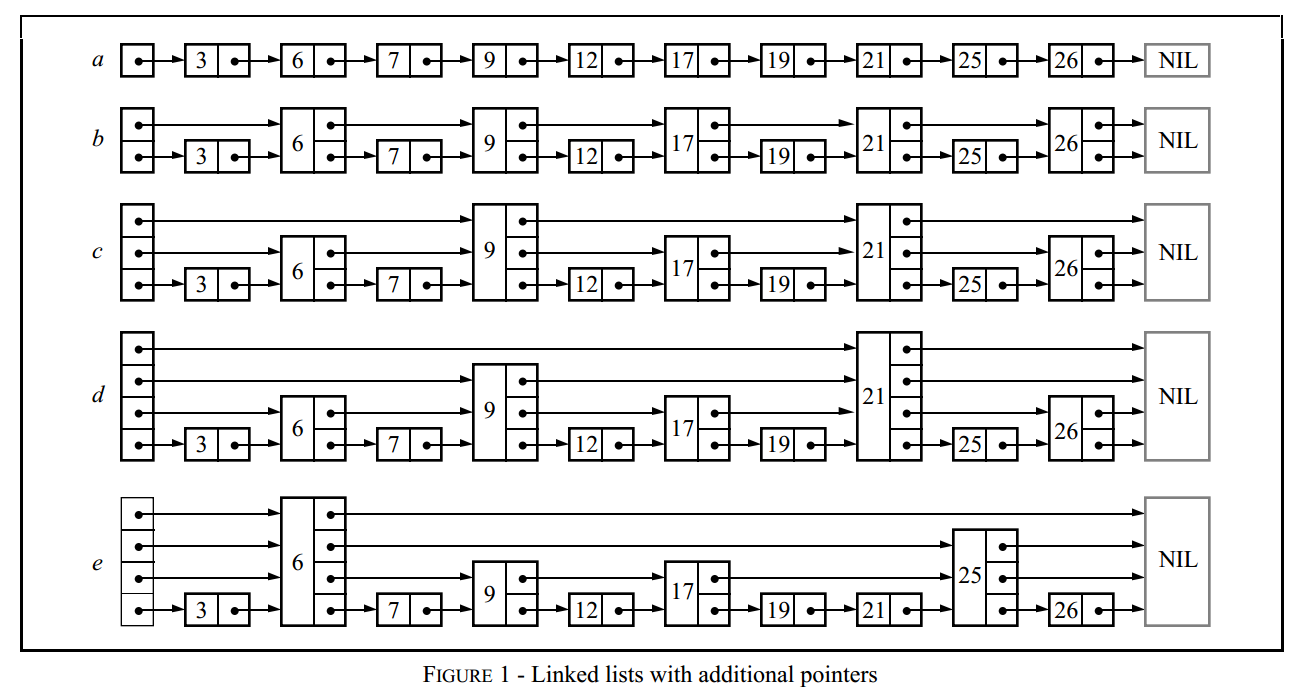 a 3 6 7 9 12 17 19 21 25 26 NIL
b 3 6 7 9 12 17 19 21 25 26 NIL
c 3 6 7 9 12 17 19 21 25 26 NIL
d 3 6 7 9 12 17 19 21 25 26 NIL
e 3 6 7 9 12 17 19 21 25 26 NIL
FIGURE 1 - Linked lists with additional pointers